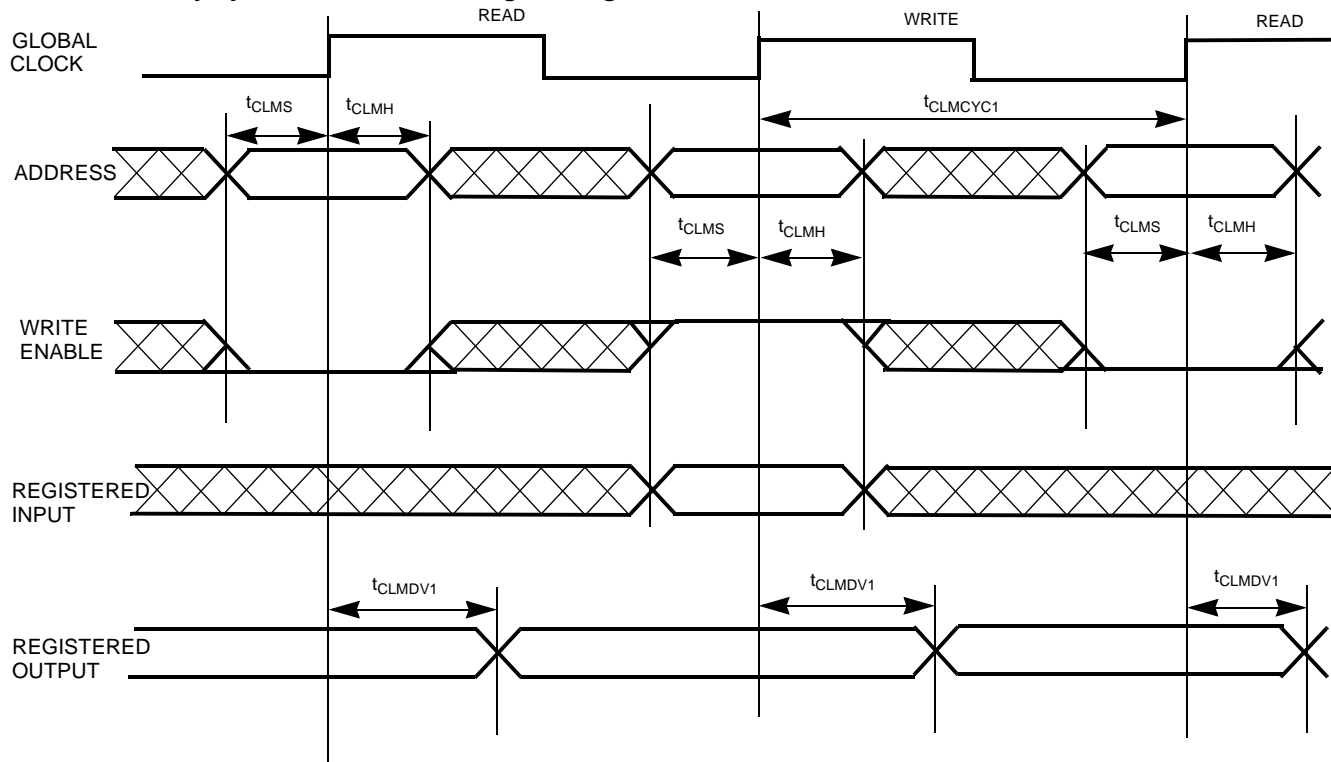 READ
WRITE
READ
GLOBAL
CLOCK
tCLMS
tCLMH
tCLMCYC1
ADDRESS
tCLMS
tCLMH
tCLMS
tCLMH
WRITE
ENABLE
REGISTERED
INPUT
tCLMDV1
tCLMDV1
tCLMDV1
REGISTERED
OUTPUT